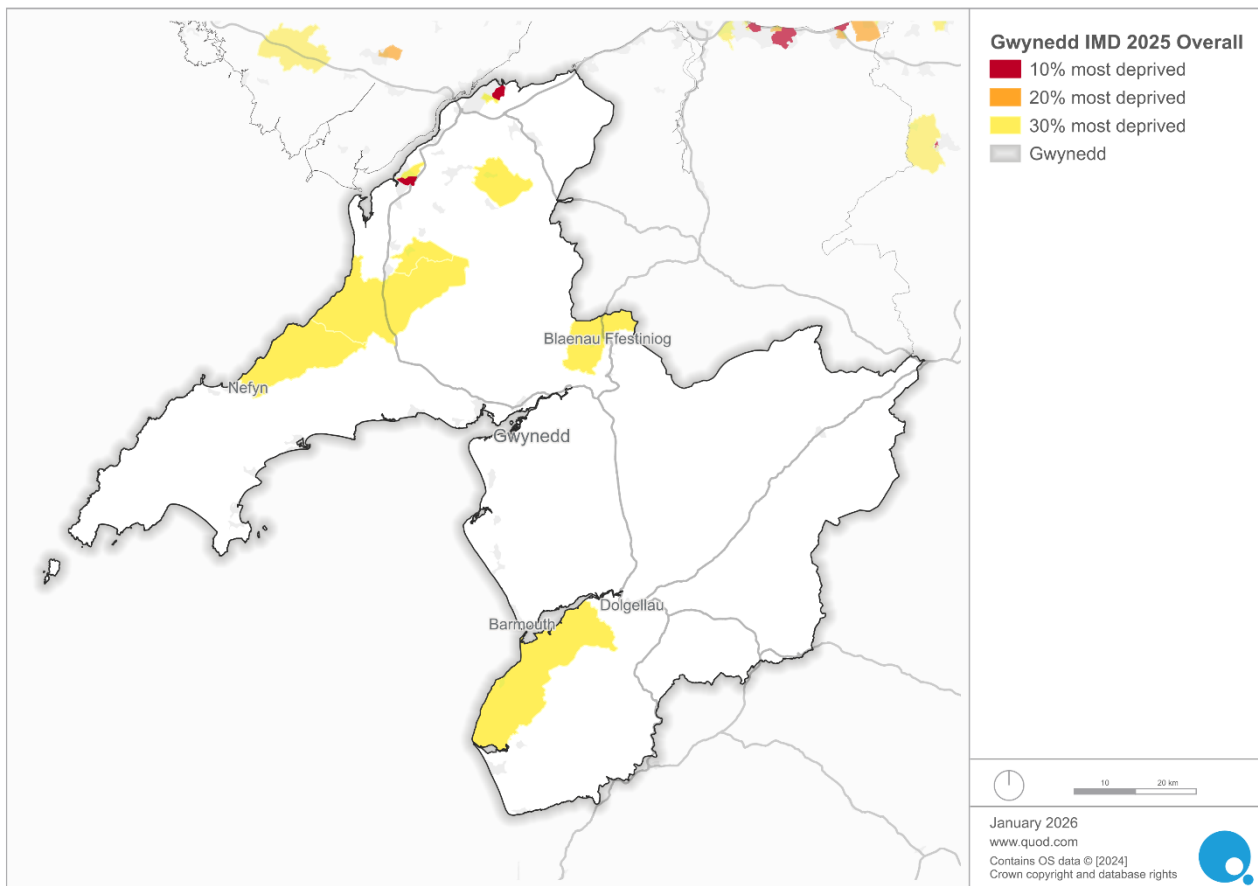 Gwynedd IMD 2025 Overall
10% most deprived
20% most deprived
30% most deprived
Gwynedd
Blaenau Ffestiniog
Nefyn
Gwynedd
Dolgellau
Barmouth
10 20 km
January 2026
www.quod.com
Contains OS data © [2024]
Crown copyright and database rights